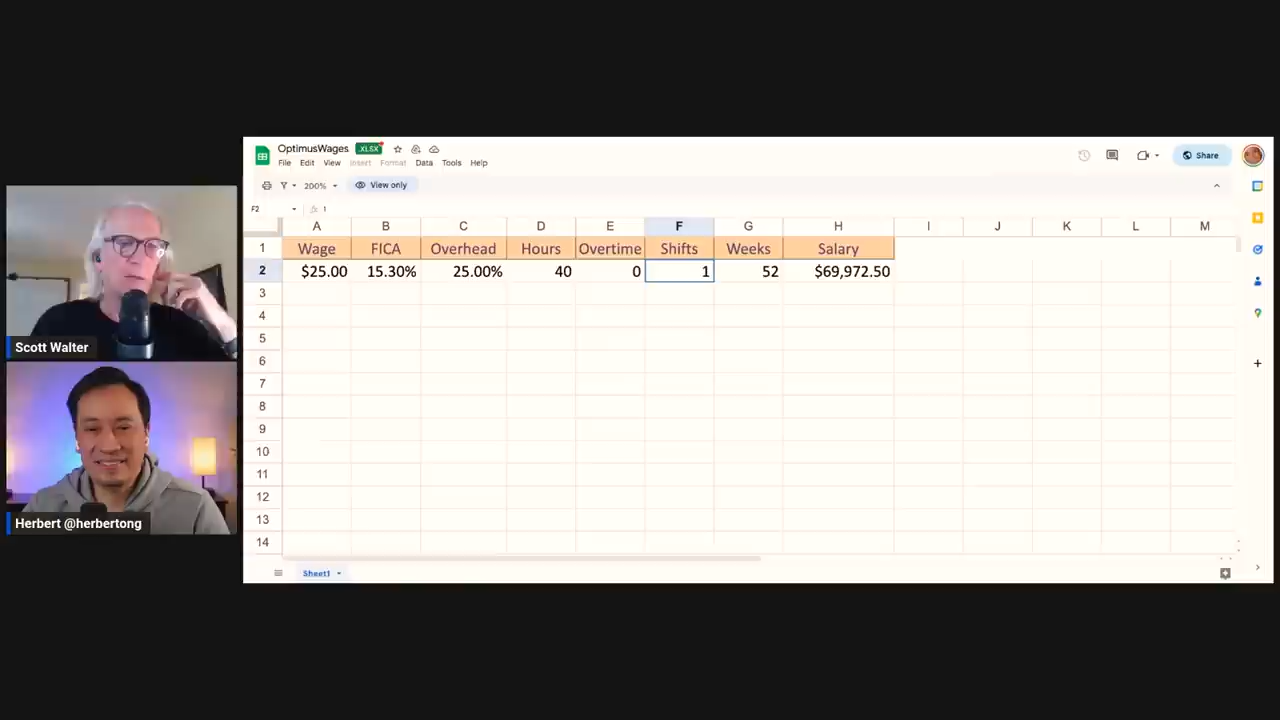 OptimusWages .XLSX
File Edit View Insert Format Data Tools Help
Share
200% View only
F2 fx 1
A B C D E F G H I J K L M
1 Wage FICA Overhead Hours Overtime Shifts Weeks Salary
2 $25.00 15.30% 25.00% 40 0 1 52 $69,972.50
3
4
5
6
7
8
9
10
11
12
13
14
Sheet1
Scott Walter
Herbert @herbertong